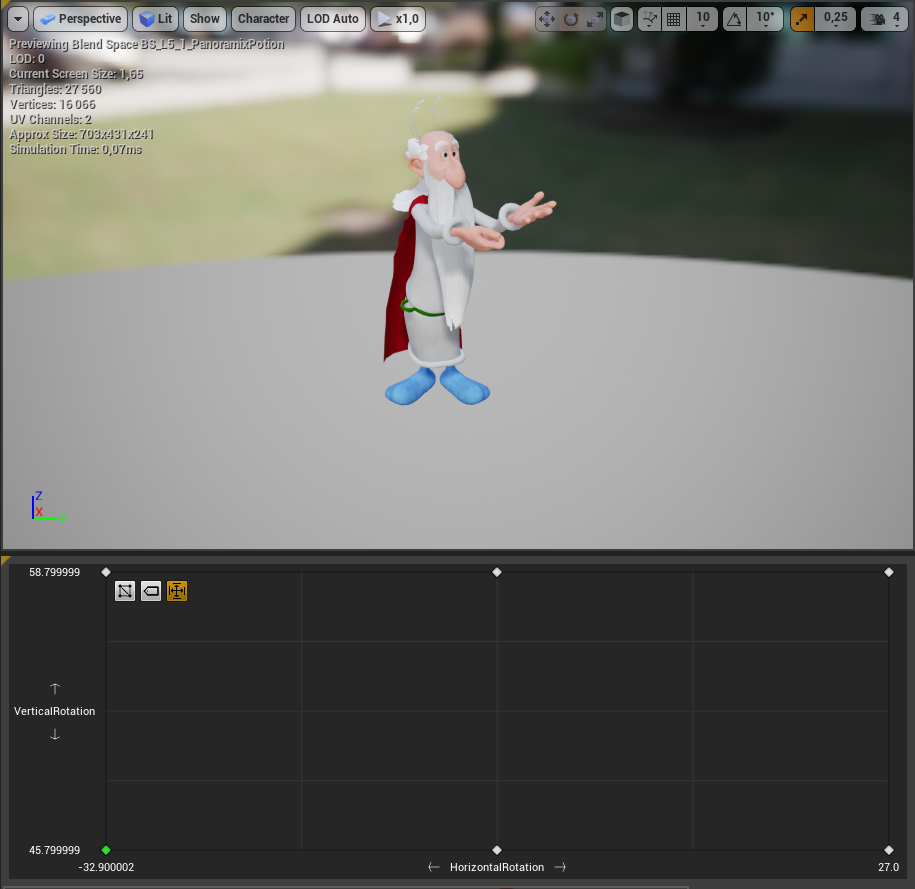 Perspective Lit Show Character LOD Auto x1,0 10 10° 0,25 4
Previewing Blend Space BS_L5_1_PanoramixPotion
LOD: 0
Current Screen Size: 1,65
Triangles: 27 560
Vertices: 16 066
UV Channels: 2
Approx Size: 703x431x241
Simulation Time: 0,07ms
Z
X
Y
58.799999
VerticalRotation
45.799999
-32.900002 HorizontalRotation 27.0